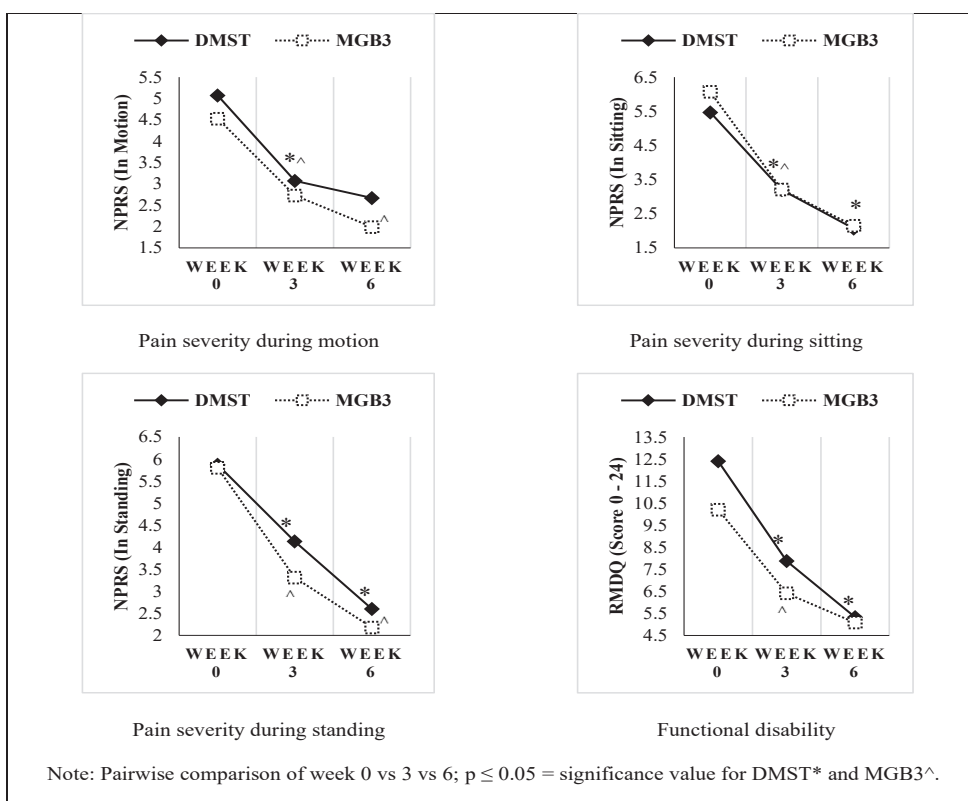 DMST MGB3
NPRS (In Motion)
5.5
5
4.5
4
3.5
3
2.5
2
1.5
*^
^
WEEK 0 WEEK 3 WEEK 6
Pain severity during motion
DMST MGB3
NPRS (In Sitting)
6.5
5.5
4.5
3.5
2.5
1.5
*^
*
WEEK 0 WEEK 3 WEEK 6
Pain severity during sitting
DMST MGB3
NPRS (In Standing)
6.5
6
5.5
5
4.5
4
3.5
3
2.5
2
*
^
*
^
WEEK 0 WEEK 3 WEEK 6
Pain severity during standing
DMST MGB3
RMDQ (Score 0 - 24)
13.5
12.5
11.5
10.5
9.5
8.5
7.5
6.5
5.5
4.5
*
^
*
WEEK 0 WEEK 3 WEEK 6
Functional disability
Note: Pairwise comparison of week 0 vs 3 vs 6; p ≤ 0.05 = significance value for DMST* and MGB3^.